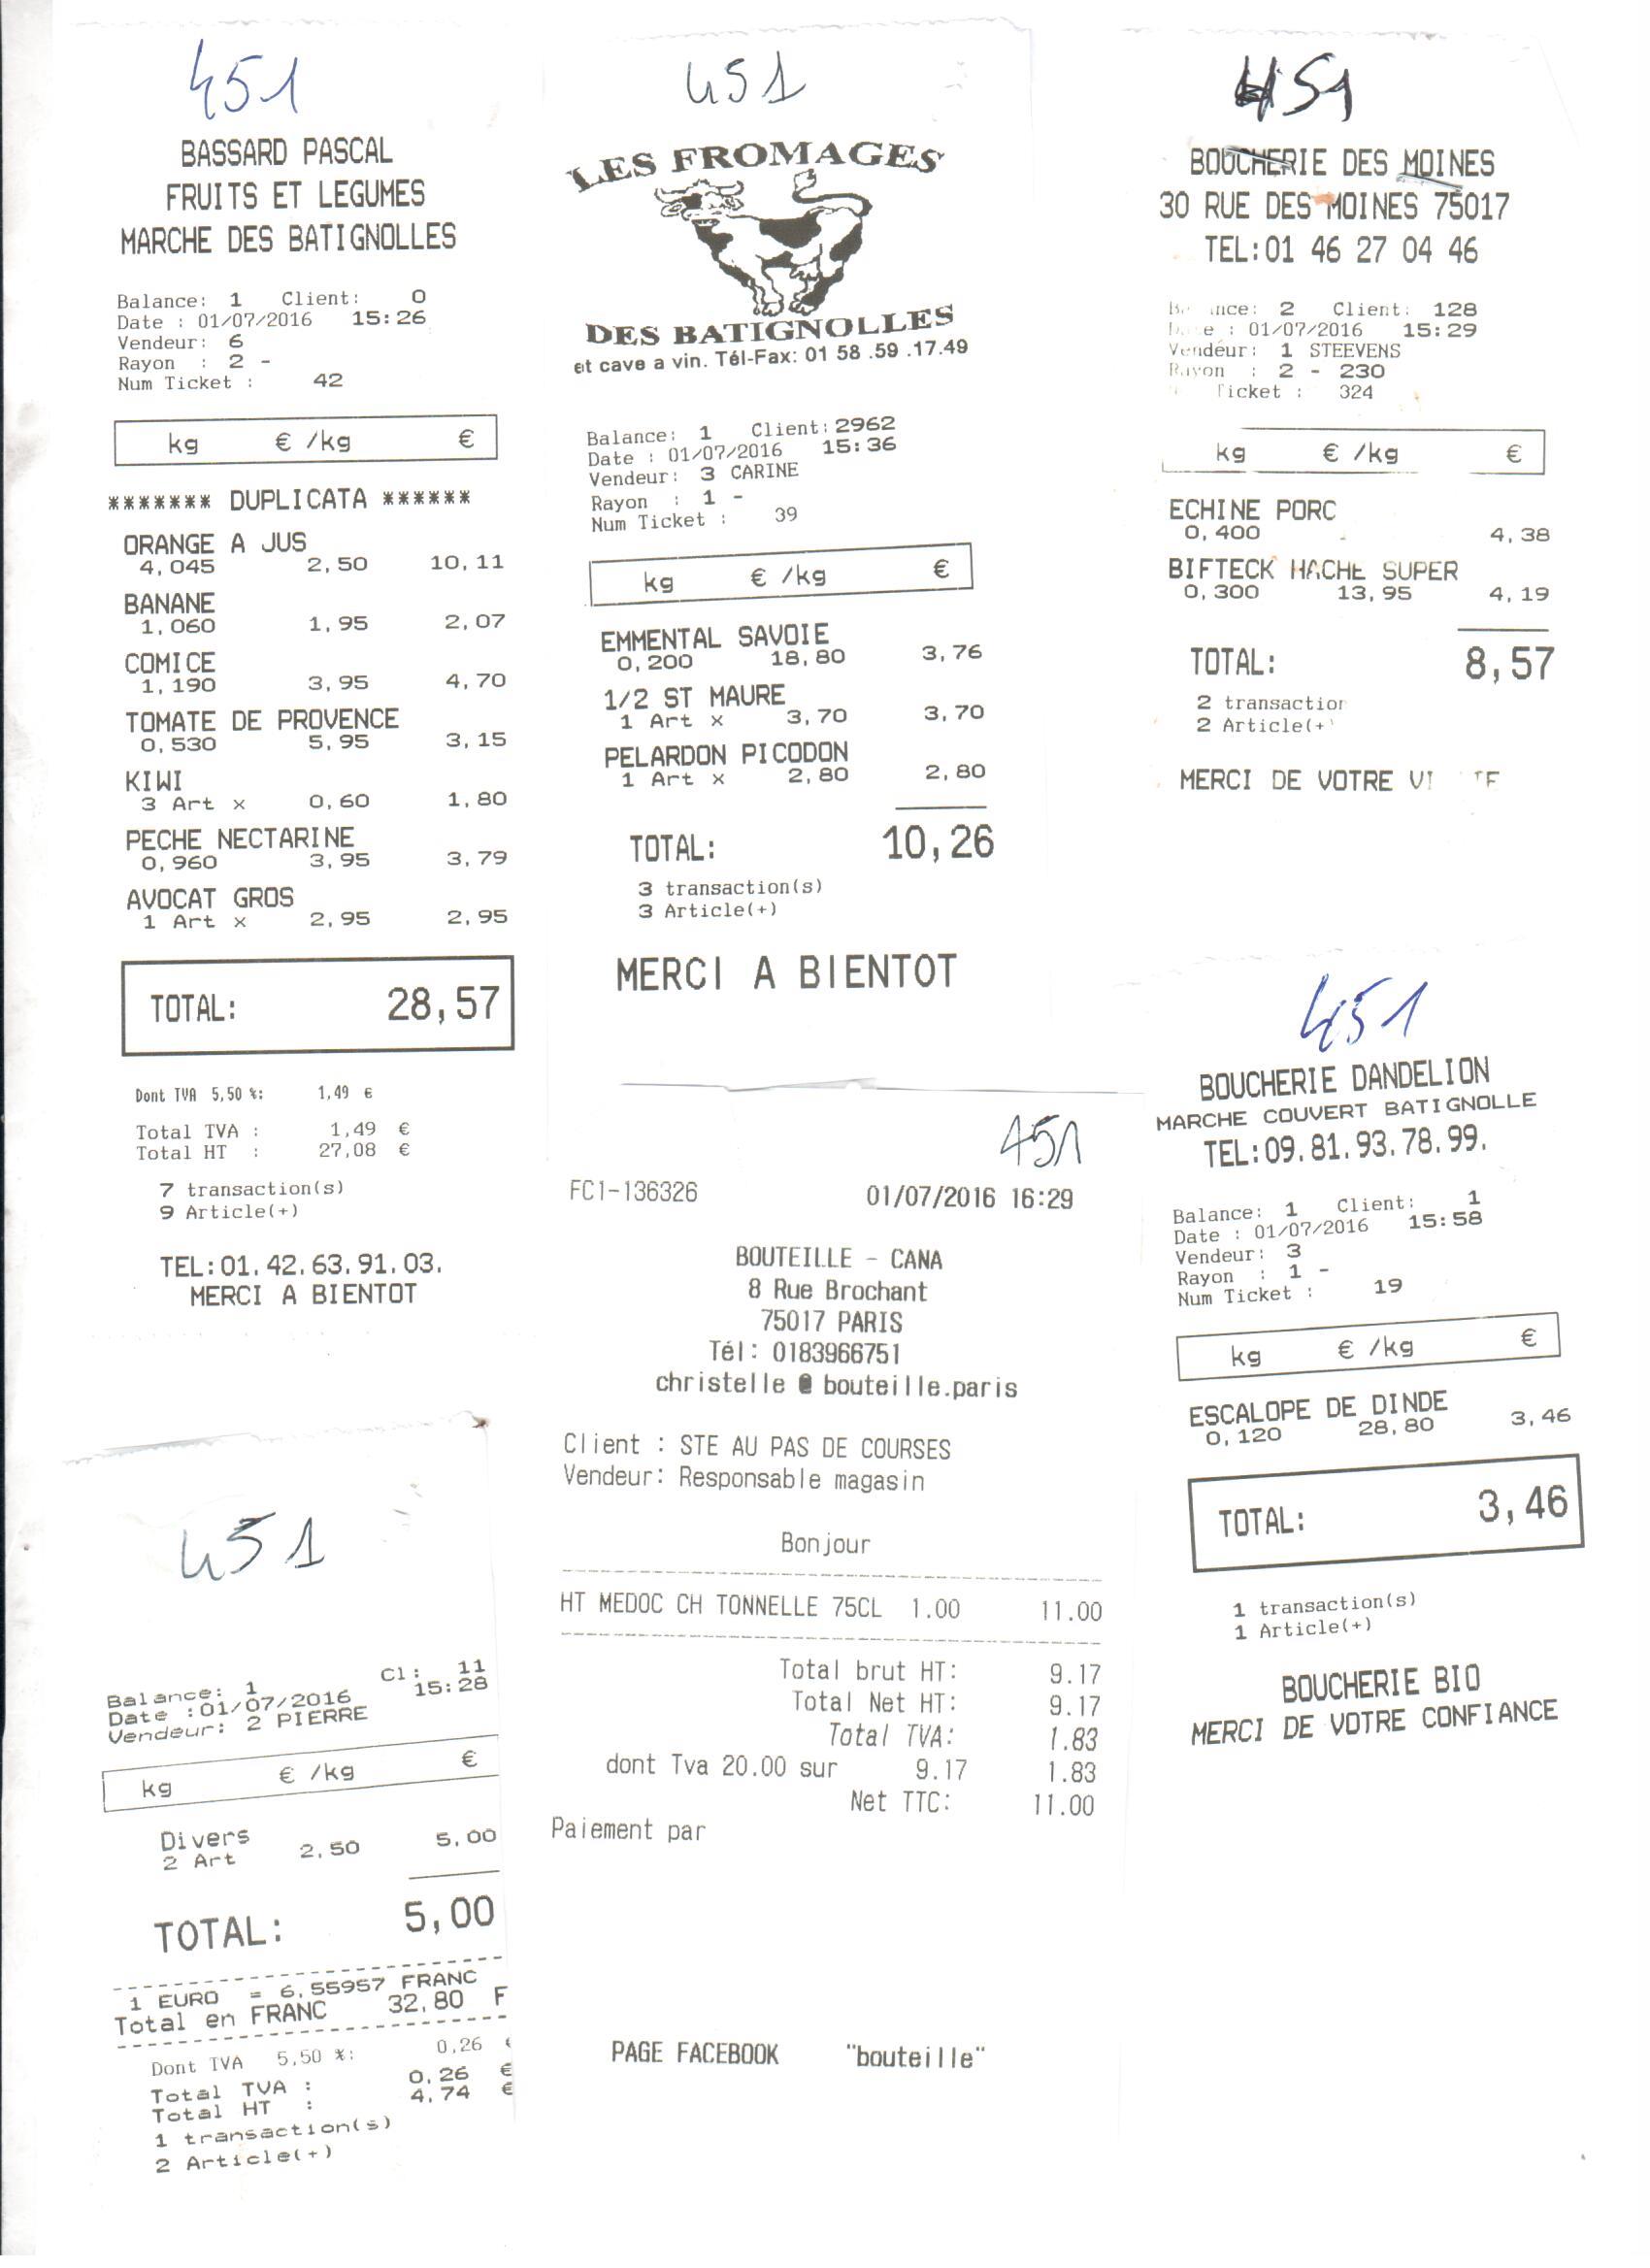 451
BASSARD PASCAL
FRUITS ET LEGUMES
MARCHE DES BATIGNOLLES
Balance: 1 Client: 0
Date : 01/07/2016 15:26
Vendeur: 6
Rayon : 2 -
Num Ticket : 42
kg € /kg €
******* DUPLICATA ******
ORANGE A JUS
4,045 2,50 10,11
BANANE
1,060 1,95 2,07
COMICE
1,190 3,95 4,70
TOMATE DE PROVENCE
0,530 5,95 3,15
KIWI
3 Art x 0,60 1,80
PECHE NECTARINE
0,960 3,95 3,79
AVOCAT GROS
1 Art x 2,95 2,95
TOTAL: 28,57
Dont TVA 5,50 %: 1,49 €
Total TVA : 1,49 €
Total HT : 27,08 €
7 transaction(s)
9 Article(+)
TEL:01.42.63.91.03.
MERCI A BIENTOT
451
LES FROMAGES
DES BATIGNOLLES
et cave a vin. Tél-Fax: 01 58 .59 .17.49
Balance: 1 Client:2962
Date : 01/07/2016 15:36
Vendeur: 3 CARINE
Rayon : 1 -
Num Ticket : 39
kg € /kg €
EMMENTAL SAVOIE
0,200 18,80 3,76
1/2 ST MAURE
1 Art x 3,70 3,70
PELARDON PICODON
1 Art x 2,80 2,80
TOTAL: 10,26
3 transaction(s)
3 Article(+)
MERCI A BIENTOT
451
BOUCHERIE DES MOINES
30 RUE DES MOINES 75017
TEL:01 46 27 04 46
2 Client: 128
: 01/07/2016 15:29
Vendeur: 1 STEEVENS
Rayon : 2 - 230
Ticket : 324
kg € /kg €
ECHINE PORC
0,400 4,38
BIFTECK HACHE SUPER
0,300 13,95 4,19
TOTAL: 8,57
2 transaction
2 Article(+
MERCI DE VOTRE
451
BOUCHERIE DANDELION
MARCHE COUVERT BATIGNOLLE
TEL:09.81.93.78.99.
Balance: 1 Client: 1
Date : 01/07/2016 15:58
Vendeur: 3
Rayon : 1 -
Num Ticket : 19
kg € /kg €
ESCALOPE DE DINDE
0,120 28,80 3,46
TOTAL: 3,46
1 transaction(s)
1 Article(+)
BOUCHERIE BIO
MERCI DE VOTRE CONFIANCE
451
FC1-136326 01/07/2016 16:29
BOUTEILLE - CANA
8 Rue Brochant
75017 PARIS
Tél: 0183966751
christelle @ bouteille.paris
Client : STE AU PAS DE COURSES
Vendeur: Responsable magasin
Bonjour
HT MEDOC CH TONNELLE 75CL 1.00 11.00
Total brut HT: 9.17
Total Net HT: 9.17
Total TVA: 1.83
dont Tva 20.00 sur 9.17 1.83
Net TTC: 11.00
Paiement par
PAGE FACEBOOK "bouteille"
451
Balance: 1 Cl: 11
Date :01/07/2016 15:28
Vendeur: 2 PIERRE
kg € /kg €
Divers
2 Art 2,50 5,00
TOTAL: 5,00
1 EURO = 6,55957 FRANC
Total en FRANC 32,80 F
Dont TVA 5,50 %: 0,26 €
Total TVA : 0,26 €
Total HT : 4,74 €
1 transaction(s)
2 Article(+)